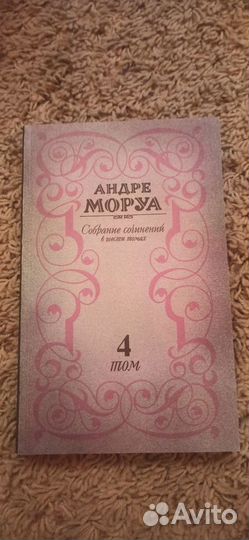 АНДРЕ
МОРУА
Собрание сочинений
в шести томах
4
том
Avito